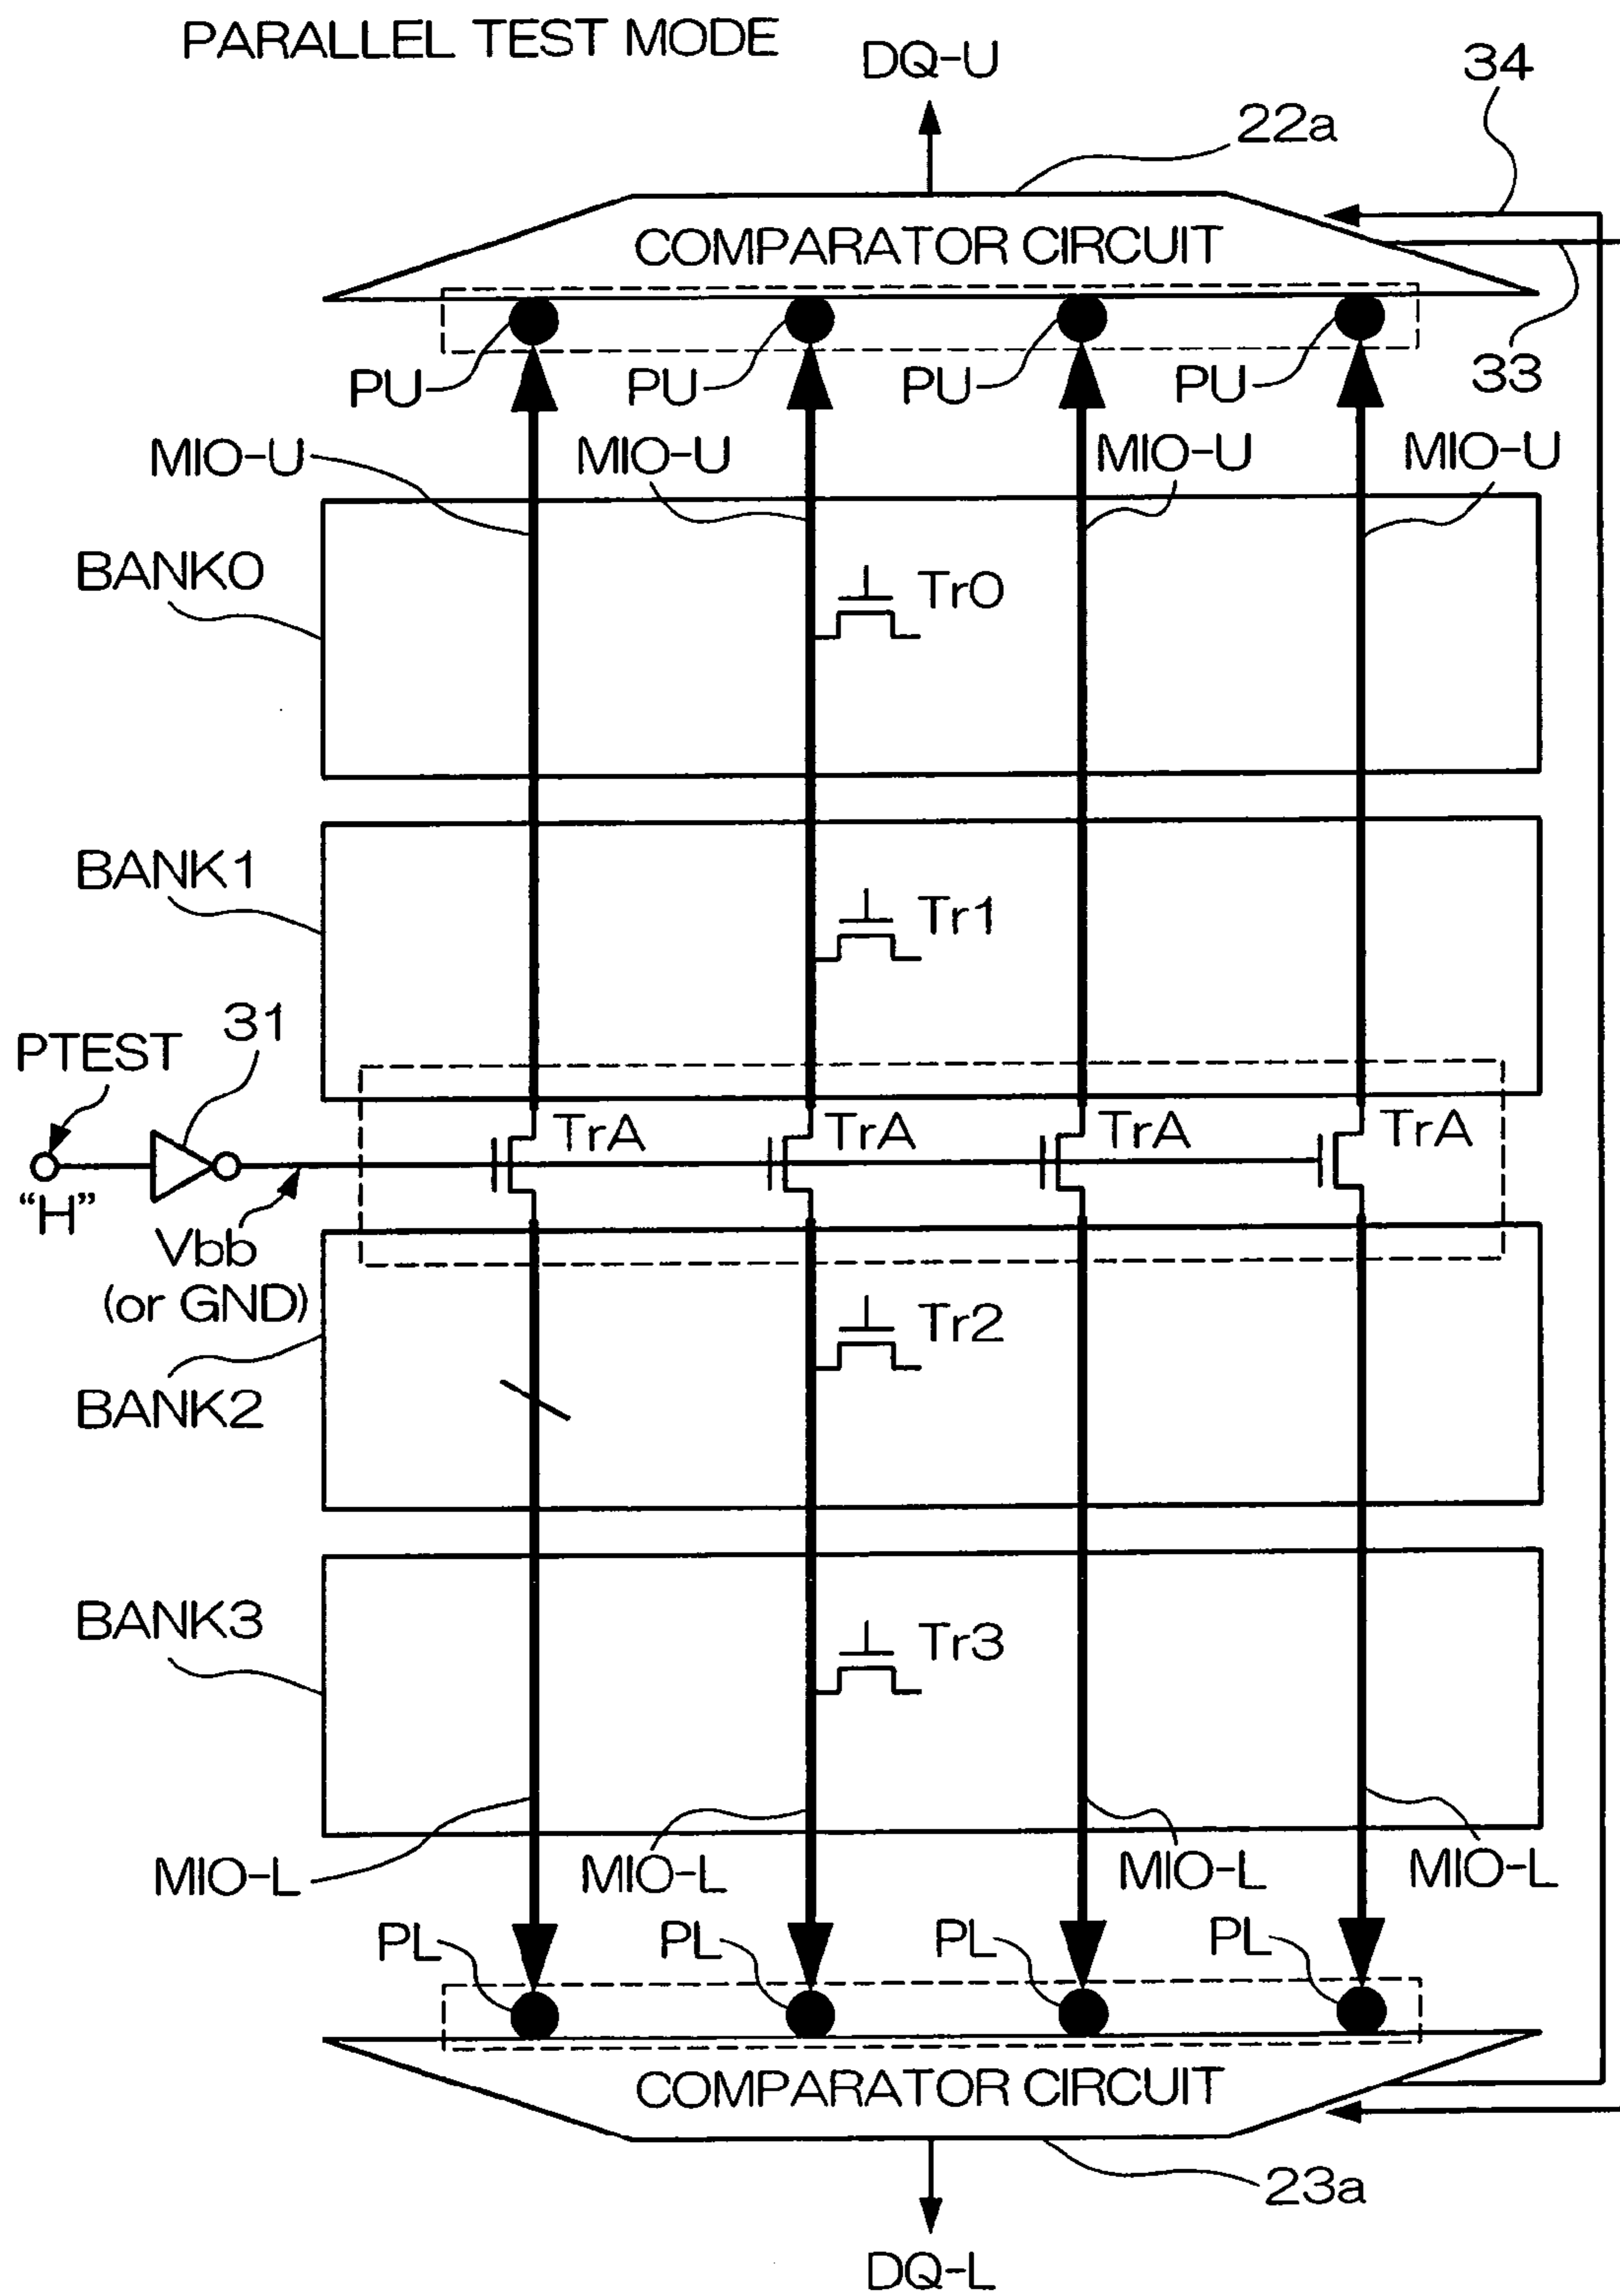 PARALLEL TEST MODE
DQ-U
34
22a
COMPARATOR CIRCUIT
33
PU PU PU PU
MIO-U MIO-U MIO-U MIO-U
BANK0
Tr0
BANK1
Tr1
31
PTEST
TrA TrA TrA TrA
“H”
Vbb
(or GND)
Tr2
BANK2
BANK3
Tr3
MIO-L MIO-L MIO-L MIO-L
PL PL PL PL
COMPARATOR CIRCUIT
23a
DQ-L